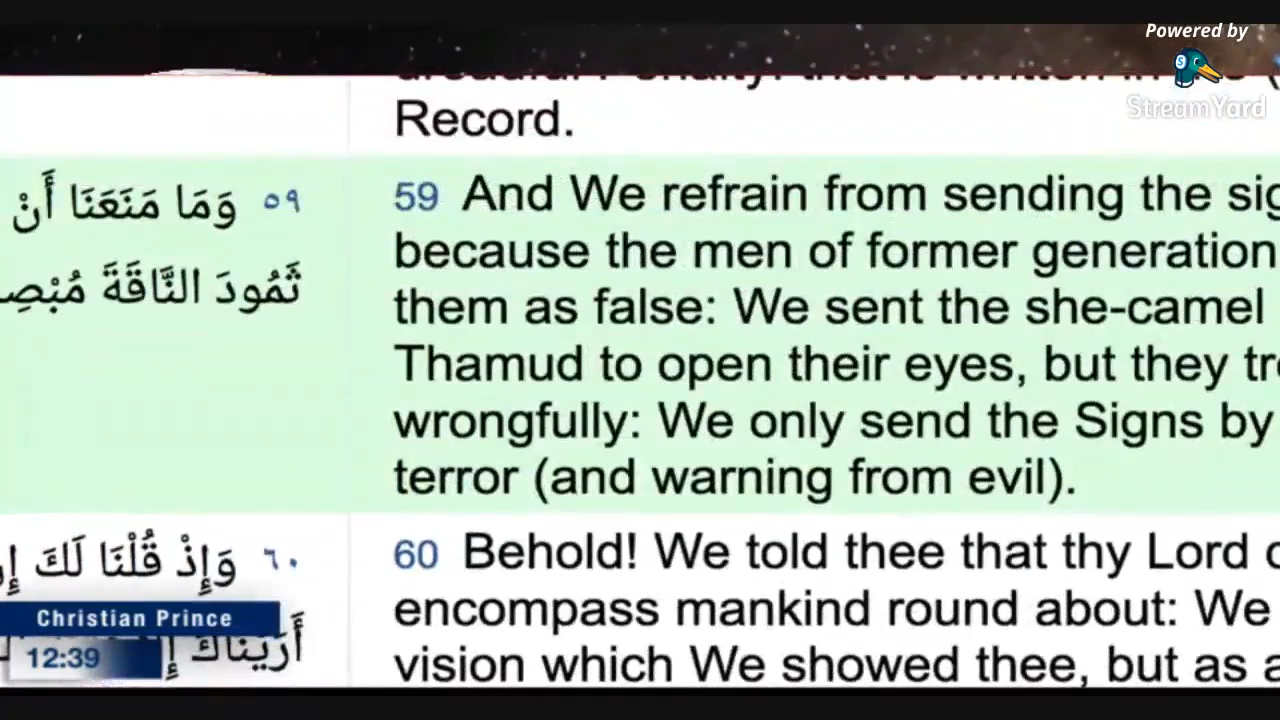 Powered by
StreamYard
Record.
وَمَا مَنَعَنَا أَنْ ٥٩
59 And We refrain from sending the
because the men of former generation
ثَمُودَ النَّاقَةَ
them as false: We sent the she-camel
Thamud to open their eyes, but they
wrongfully: We only send the Signs by
terror (and warning from evil).
وَإِذْ قُلْنَا لَكَ ٦٠
60 Behold! We told thee that thy Lord
encompass mankind round about: We
Christian Prince
أَرَيْنَاكَ
vision which We showed thee, but as
12:39